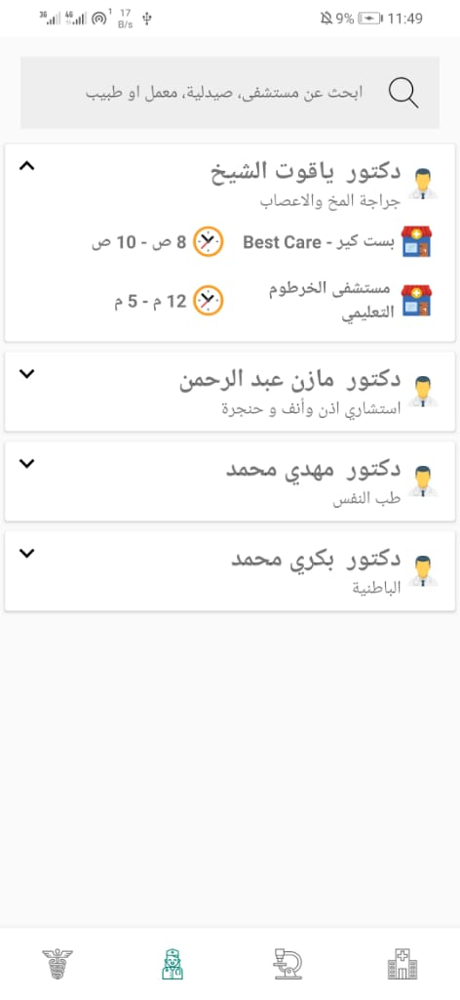 3G 4G 1 17 B/s 9% 11:49
ابحث عن مستشفى، صيدلية، معمل او طبيب
دكتور ياقوت الشيخ
جراجة المخ والاعصاب
بست كير - Best Care 8 ص - 10 ص
مستشفى الخرطوم
التعليمي
12 م - 5 م
دكتور مازن عبد الرحمن
استشاري اذن وأنف و حنجرة
دكتور مهدي محمد
طب النفس
دكتور بكري محمد
الباطنية